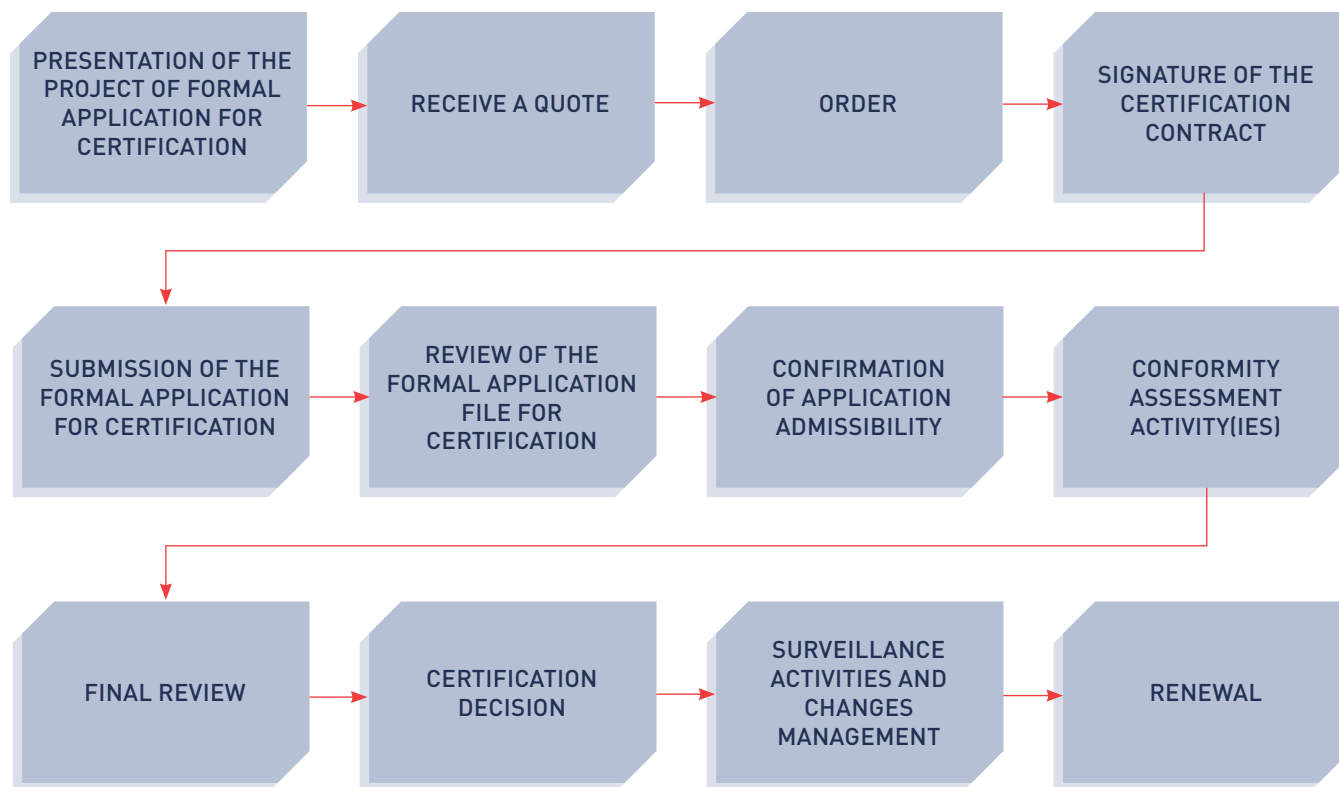 PRESENTATION OF THE
PROJECT OF FORMAL
APPLICATION FOR
CERTIFICATION
RECEIVE A QUOTE
ORDER
SIGNATURE OF THE
CERTIFICATION
CONTRACT
SUBMISSION OF THE
FORMAL APPLICATION
FOR CERTIFICATION
REVIEW OF THE
FORMAL APPLICATION
FILE FOR
CERTIFICATION
CONFIRMATION
OF APPLICATION
ADMISSIBILITY
CONFORMITY
ASSESSMENT
ACTIVITY(IES)
FINAL REVIEW
CERTIFICATION
DECISION
SURVEILLANCE
ACTIVITIES AND
CHANGES
MANAGEMENT
RENEWAL